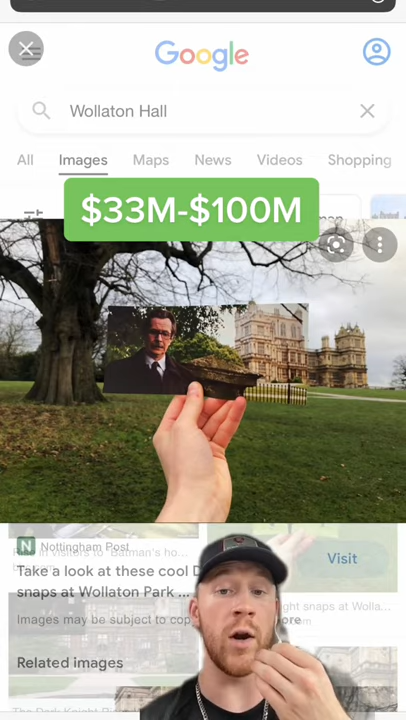 Google
Wollaton Hall
All Images Maps News Videos Shopping
$33M-$100M
Nottingham Post
Visit
Take a look at these cool D
snaps at Wollaton Park ...
Images may be subject to cop
Related images